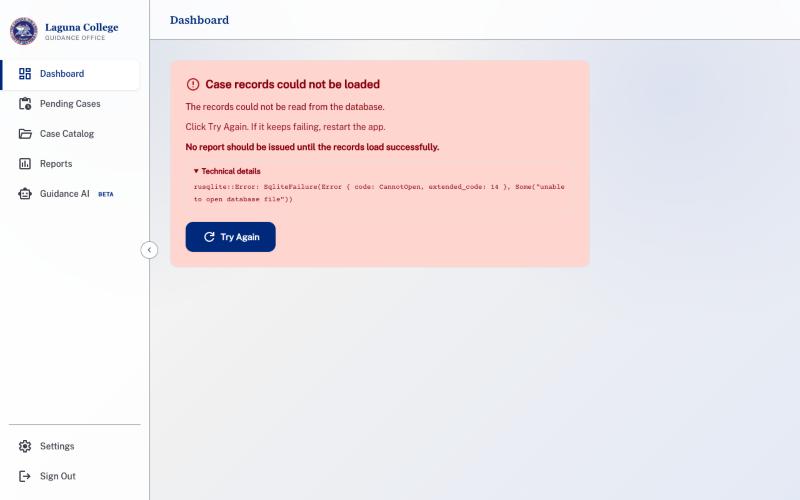 Laguna College
GUIDANCE OFFICE
Dashboard
Pending Cases
Case Catalog
Reports
Guidance AI BETA
Settings
Sign Out
Dashboard
Case records could not be loaded
The records could not be read from the database.
Click Try Again. If it keeps failing, restart the app.
No report should be issued until the records load successfully.
▼ Technical details
rusqlite::Error: SqliteFailure(Error { code: CannotOpen, extended_code: 14 }, Some("unable
to open database file"))
Try Again